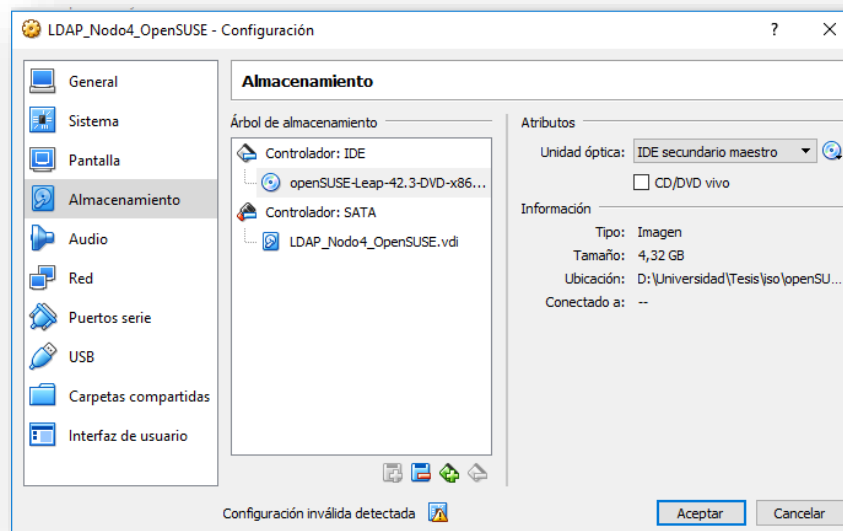 LDAP_Nodo4_OpenSUSE - Configuración
?
General
Sistema
Pantalla
Almacenamiento
Audio
Red
Puertos serie
USB
Carpetas compartidas
Interfaz de usuario
Almacenamiento
Árbol de almacenamiento
Controlador: IDE
openSUSE-Leap-42.3-DVD-x86...
Controlador: SATA
LDAP_Nodo4_OpenSUSE.vdi
Atributos
Unidad óptica: IDE secundario maestro
CD/DVD vivo
Información
Tipo: Imagen
Tamaño: 4,32 GB
Ubicación: D:\Universidad\Tesis\iso\openSU...
Conectado a: --
Configuración inválida detectada
Aceptar
Cancelar